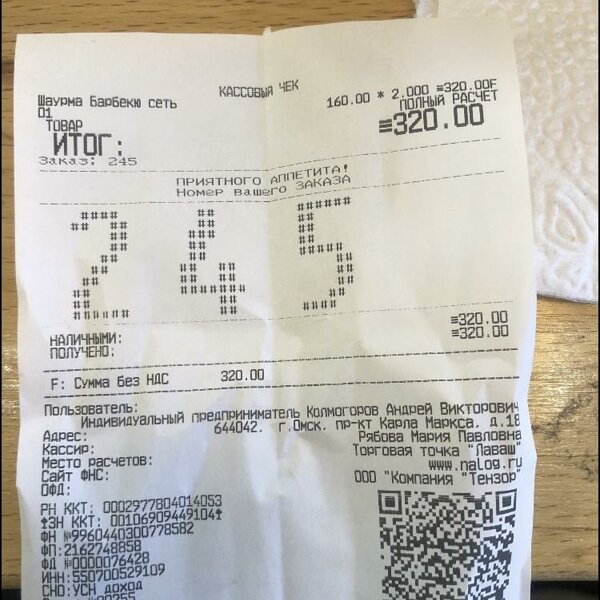 КАССОВЫЙ ЧЕК
Шаурма Барбекю сеть
160.00 * 2.000 ≡320.00F
01
ПОЛНЫЙ РАСЧЕТ
ТОВАР
ИТОГ: ≡320.00
Заказ: 245
ПРИЯТНОГО АППЕТИТА!
Номер вашего ЗАКАЗА
245
НАЛИЧНЫМИ: ≡320.00
ПОЛУЧЕНО: ≡320.00
F: Сумма без НДС 320.00
Пользователь:
Индивидуальный предприниматель Колмогоров Андрей Викторович
Адрес: 644042, г.Омск, пр-кт Карла Маркса, д.18
Кассир: Рябова Мария Павловна
Место расчетов: Торговая точка "Лаваш"
Сайт ФНС: www.nalog.ru
ОФД: ООО "Компания "Тензор"
РН ККТ: 0002977804014053
ЗН ККТ: 00106909449104
ФН №9960440300778582
ФП:2162748858
ФД №0000076428
ИНН:550700529109
СНО:УСН доход